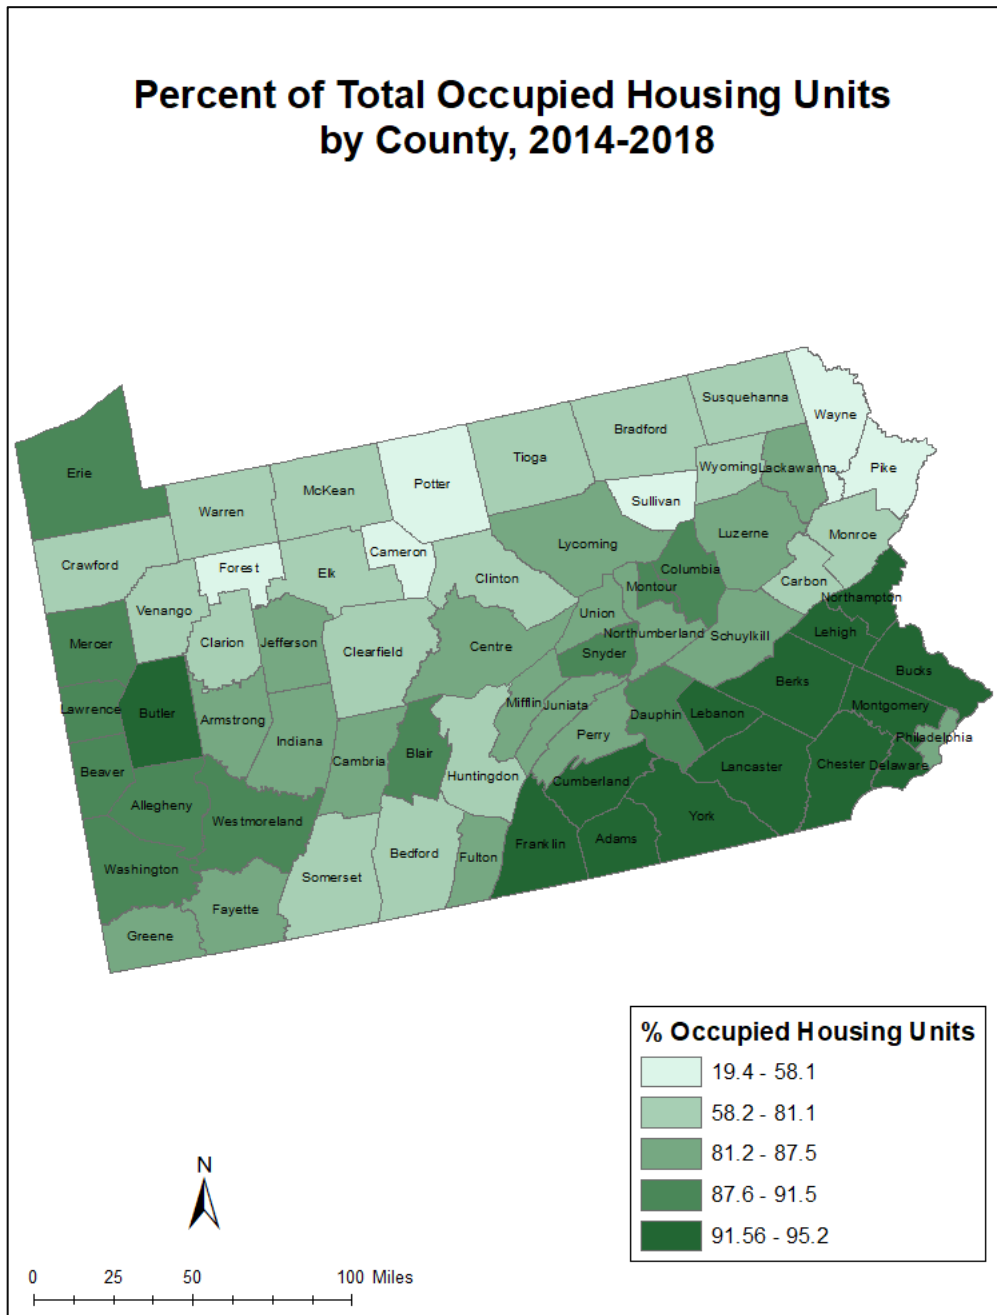 Percent of Total Occupied Housing Units
by County, 2014-2018
Susquehanna
Wayne
Bradford
Tioga
Erie
Wyoming
Lackawanna
Pike
Potter
McKean
Sullivan
Warren
Monroe
Luzerne
Lycoming
Cameron
Crawford
Forest
Elk
Columbia
Clinton
Carbon
Montour
Northampton
Venango
Union
Lehigh
Northumberland
Schuylkill
Mercer
Clarion
Jefferson
Centre
Clearfield
Snyder
Bucks
Berks
Mifflin
Juniata
Montgomery
Lawrence
Butler
Dauphin
Lebanon
Armstrong
Perry
Philadelphia
Indiana
Blair
Cambria
Chester
Delaware
Lancaster
Beaver
Huntingdon
Cumberland
Allegheny
Westmoreland
York
Adams
Franklin
Bedford
Fulton
Washington
Somerset
Fayette
Greene
% Occupied Housing Units
19.4 - 58.1
58.2 - 81.1
81.2 - 87.5
87.6 - 91.5
91.56 - 95.2
N
0 25 50 100 Miles